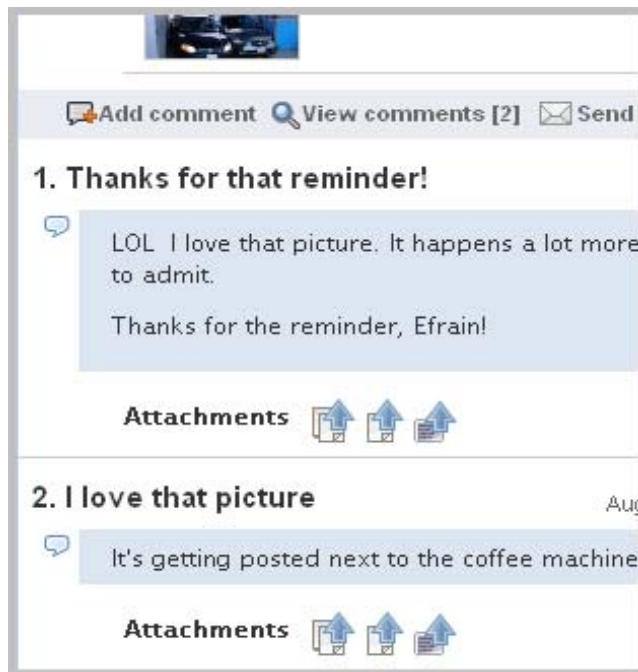 Add comment View comments [2] Send
1. Thanks for that reminder!
LOL I love that picture. It happens a lot more
to admit.
Thanks for the reminder, Efrain!
Attachments
2. I love that picture
Aug
It's getting posted next to the coffee machine
Attachments